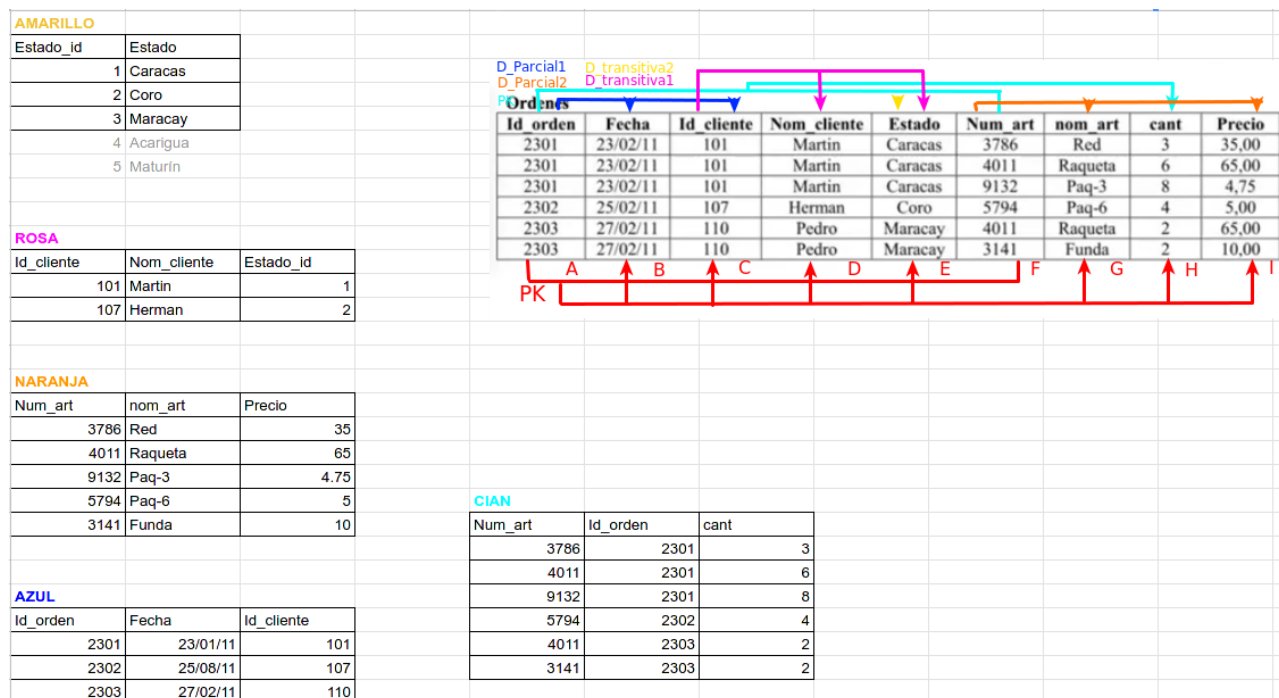 AMARILLO
Estado_id Estado
1 Caracas
2 Coro
3 Maracay
4 Acarigua
5 Maturín
ROSA
Id_cliente Nom_cliente Estado_id
101 Martin 1
107 Herman 2
NARANJA
Num_art nom_art Precio
3786 Red 35
4011 Raqueta 65
9132 Paq-3 4.75
5794 Paq-6 5
3141 Funda 10
AZUL
Id_orden Fecha Id_cliente
2301 23/01/11 101
2302 25/08/11 107
2303 27/02/11 110
D_Parcial1 D_transitiva2
D_Parcial2 D_transitiva1
Ordenes
Id_orden Fecha Id_cliente Nom_cliente Estado Num_art nom_art cant Precio
2301 23/02/11 101 Martin Caracas 3786 Red 3 35,00
2301 23/02/11 101 Martin Caracas 4011 Raqueta 6 65,00
2301 23/02/11 101 Martin Caracas 9132 Paq-3 8 4,75
2302 25/02/11 107 Herman Coro 5794 Paq-6 4 5,00
2303 27/02/11 110 Pedro Maracay 4011 Raqueta 2 65,00
2303 27/02/11 110 Pedro Maracay 3141 Funda 2 10,00
A B C D E F G H I
PK
CIAN
Num_art Id_orden cant
3786 2301 3
4011 2301 6
9132 2301 8
5794 2302 4
4011 2303 2
3141 2303 2